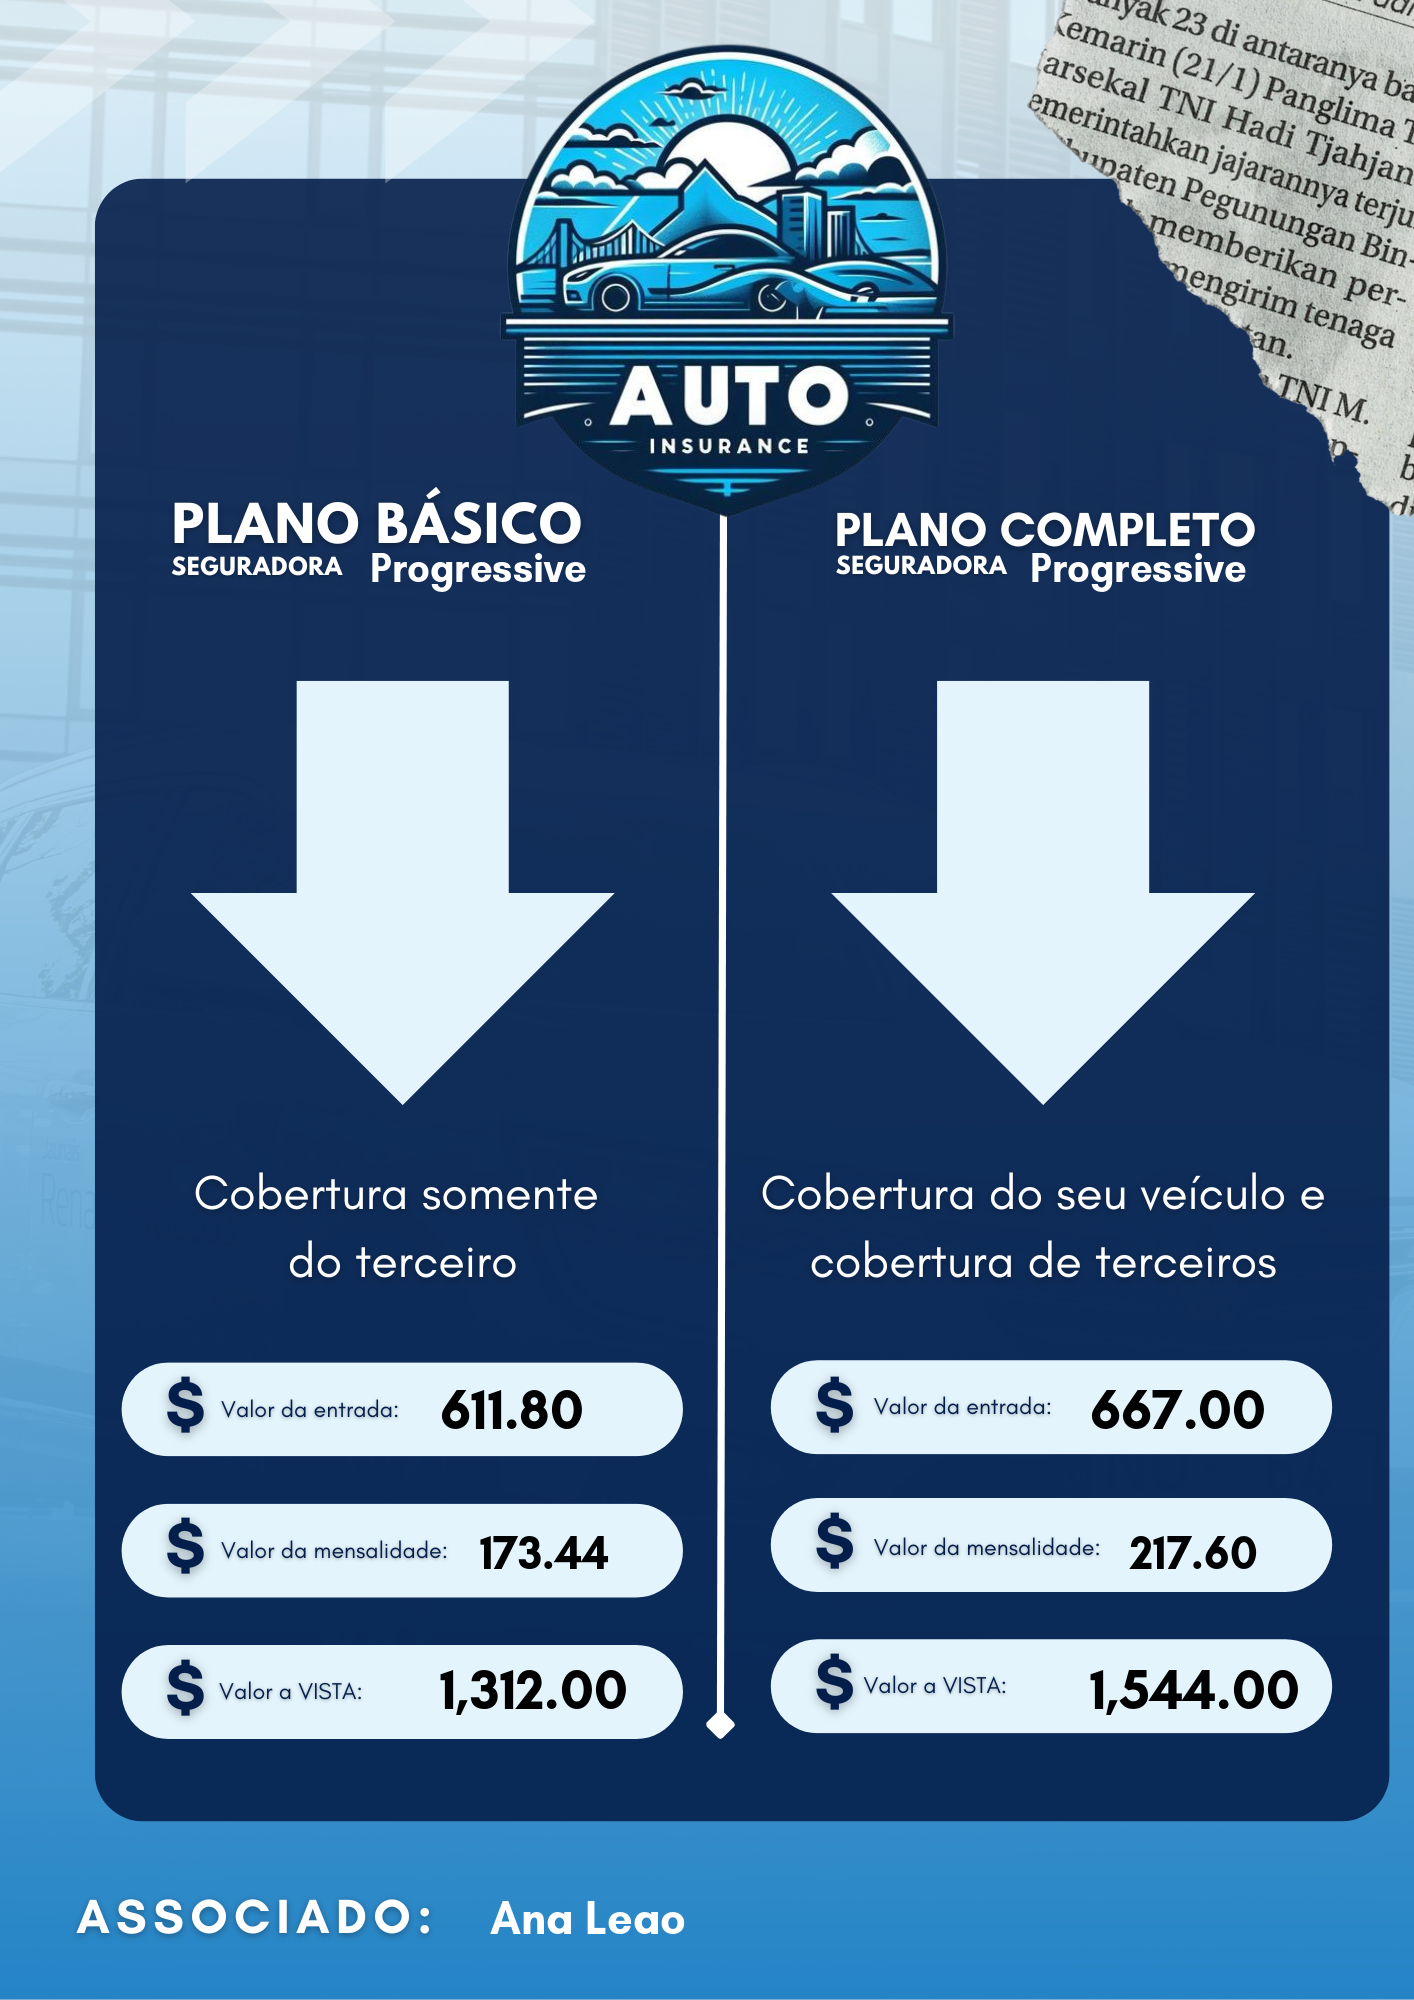 anyak 23 di antaranya ba
Kemarin (21/1) Panglima T
arsekal TNI Hadi Tjahjan
emerintahkan jajarannya terju
bupaten Pegunungan Bin-
memberikan per-
mengirim tenaga
tan.
TNI M.
AUTO
INSURANCE
PLANO BÁSICO
SEGURADORA Progressive
PLANO COMPLETO
SEGURADORA Progressive
Cobertura somente
do terceiro
Cobertura do seu veículo e
cobertura de terceiros
$ Valor da entrada: 611.80
$ Valor da mensalidade: 173.44
$ Valor a VISTA: 1,312.00
$ Valor da entrada: 667.00
$ Valor da mensalidade: 217.60
$ Valor a VISTA: 1,544.00
ASSOCIADO: Ana Leao